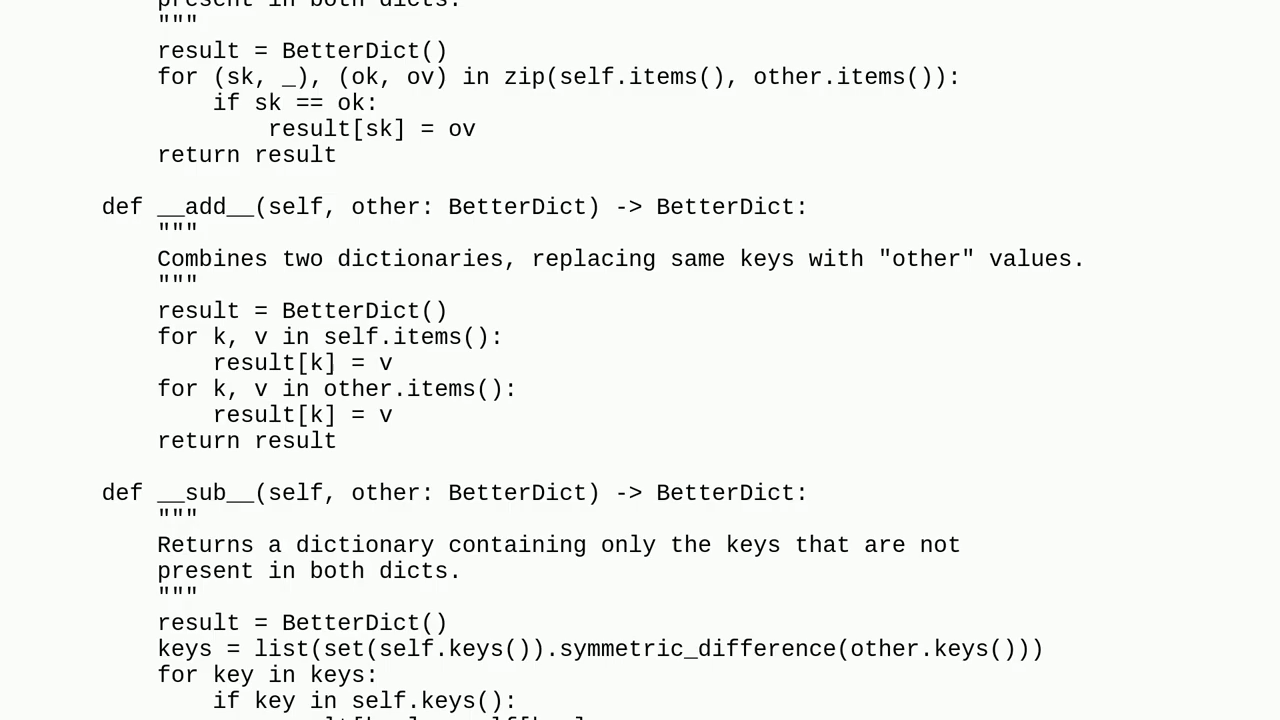 present in both dicts.
"""
result = BetterDict()
for (sk, _), (ok, ov) in zip(self.items(), other.items()):
if sk == ok:
result[sk] = ov
return result
def __add__(self, other: BetterDict) -> BetterDict:
"""
Combines two dictionaries, replacing same keys with "other" values.
"""
result = BetterDict()
for k, v in self.items():
result[k] = v
for k, v in other.items():
result[k] = v
return result
def __sub__(self, other: BetterDict) -> BetterDict:
"""
Returns a dictionary containing only the keys that are not
present in both dicts.
"""
result = BetterDict()
keys = list(set(self.keys()).symmetric_difference(other.keys()))
for key in keys:
if key in self.keys():